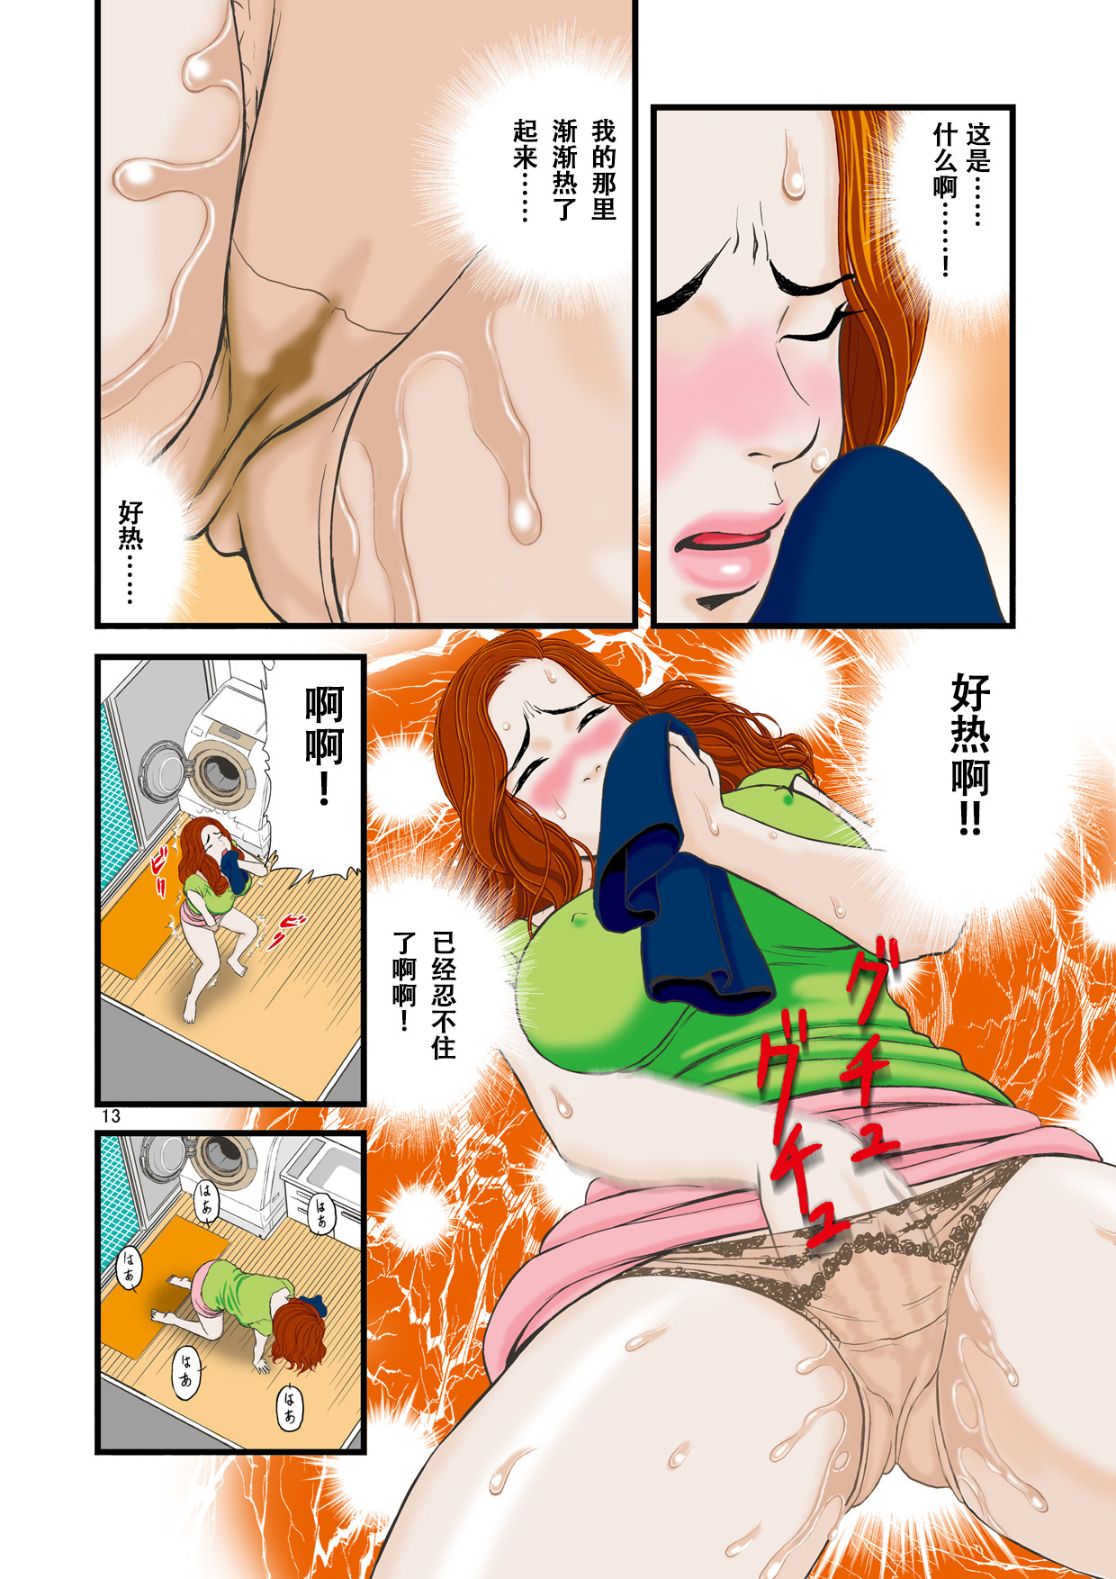 这是……
什么啊………！
我的那里
渐渐热了
起来……
好热……
好热啊!!
啊啊！
ビリ
ビリ
グチュ
グチュ
已经忍不住
了啊啊！
13
はあ
はあ
はあ
はあ
はあ